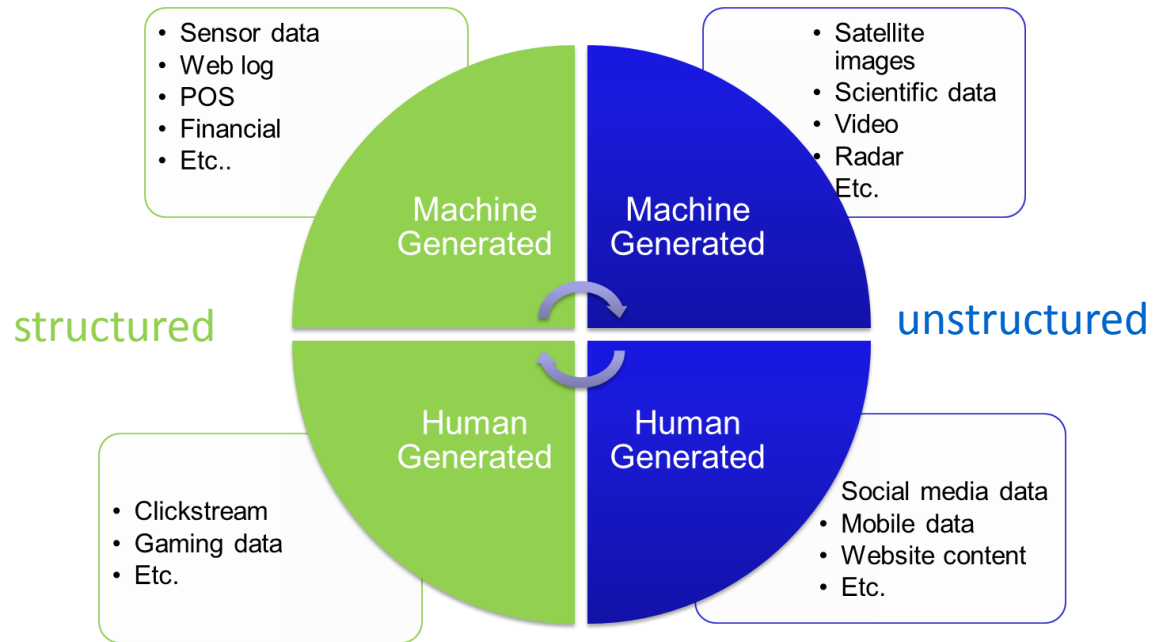 • Sensor data
• Web log
• POS
• Financial
• Etc..
• Satellite
images
• Scientific data
• Video
• Radar
Etc.
Machine
Generated
Machine
Generated
structured
unstructured
Human
Generated
Human
Generated
• Clickstream
• Gaming data
• Etc.
Social media data
• Mobile data
• Website content
• Etc.